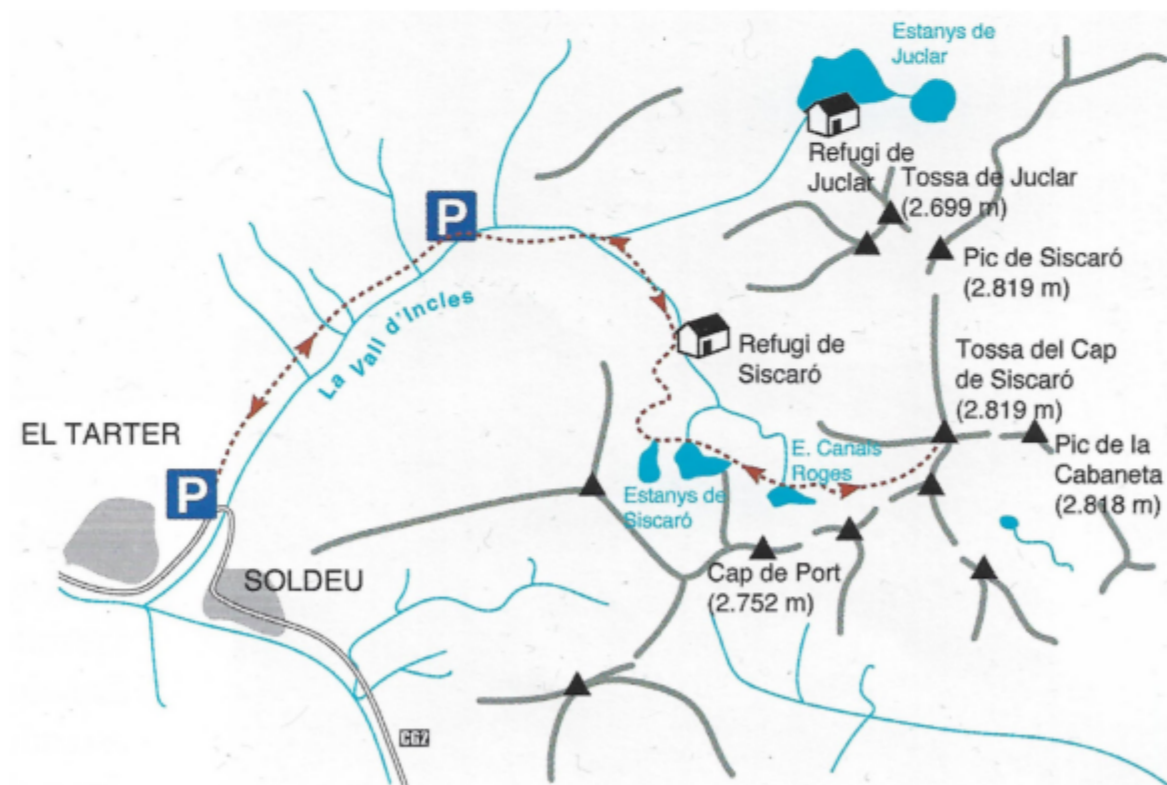 Estanys de
Juclar
Refugi de
Juclar
Tossa de Juclar
(2.699 m)
P
Pic de Siscaró
(2.819 m)
La Vall d'Incles
Refugi de
Siscaró
Tossa del Cap
de Siscaró
(2.819 m)
EL TARTER
Pic de la
Cabaneta
(2.818 m)
E. Canals
Roges
P
Estanys de
Siscaró
SOLDEU
Cap de Port
(2.752 m)
CG2